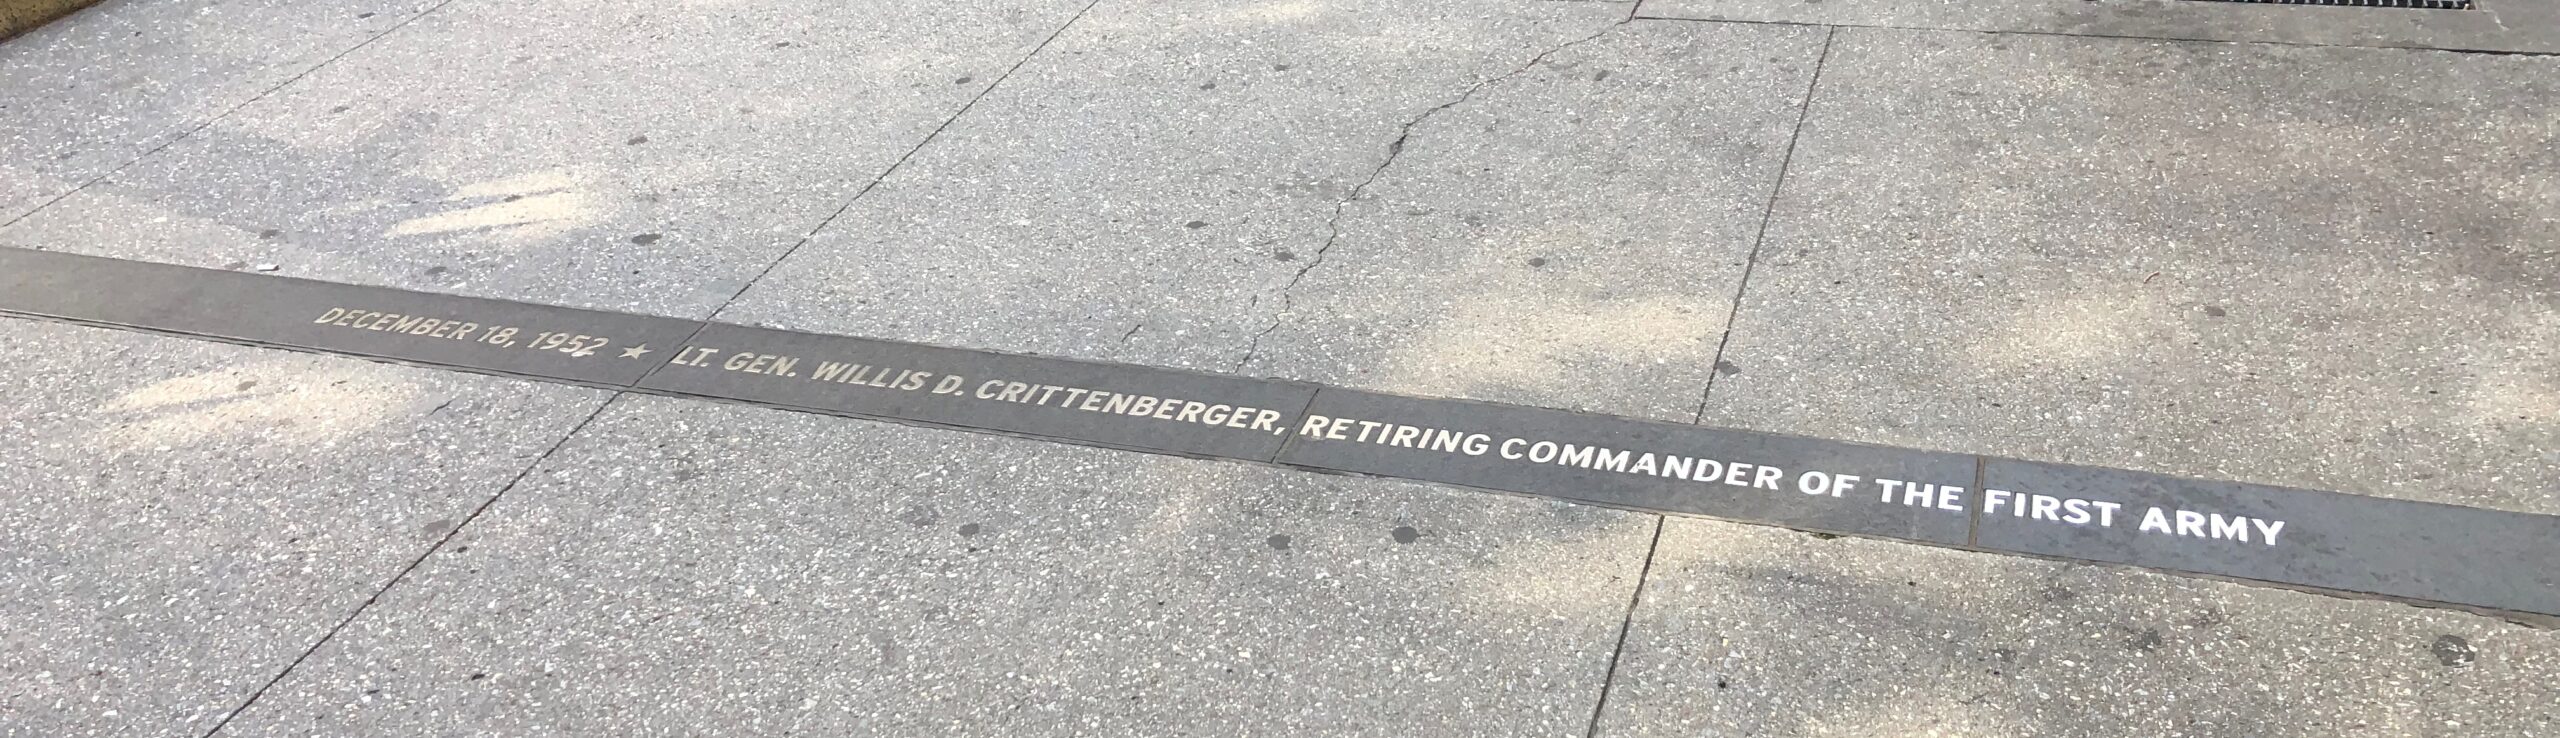 DECEMBER 18, 1952 ★ LT. GEN. WILLIS D. CRITTENBERGER, RETIRING COMMANDER OF THE FIRST ARMY